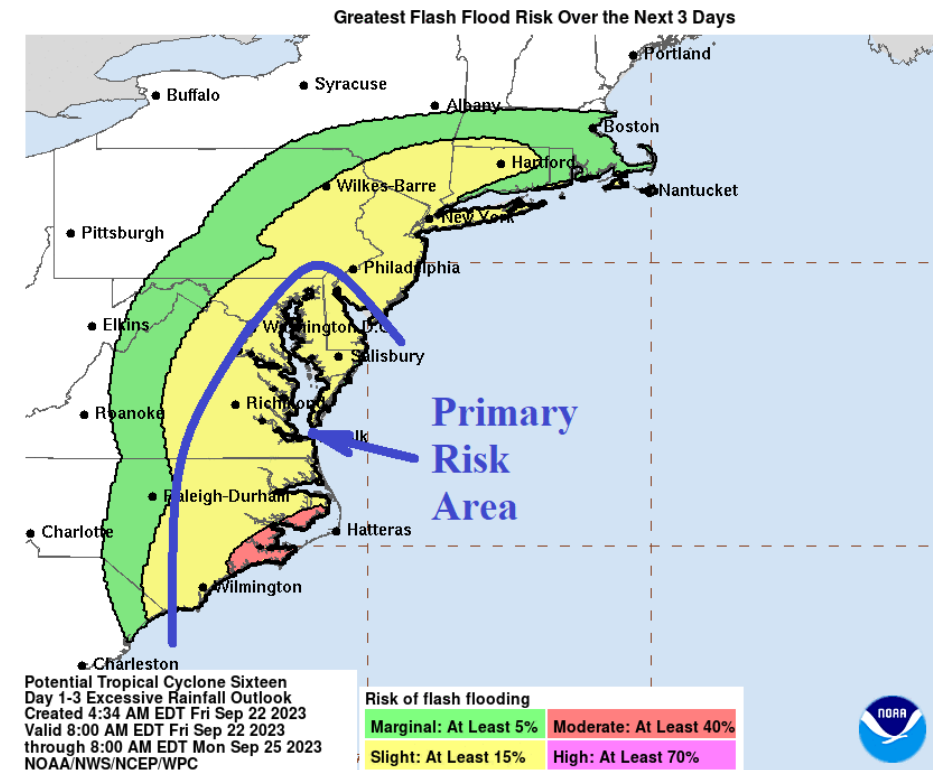 Greatest Flash Flood Risk Over the Next 3 Days
Portland
Syracuse
Buffalo
Albany
Boston
Hartford
Wilkes-Barre
Nantucket
New York
Pittsburgh
Philadelphia
Elkins
Washington D.C.
Salisbury
Richmond
Roanoke
Primary
Risk
Area
lk
Raleigh-Durham
Charlotte
Hatteras
Wilmington
Charleston
Potential Tropical Cyclone Sixteen
Day 1-3 Excessive Rainfall Outlook
Created 4:34 AM EDT Fri Sep 22 2023
Valid 8:00 AM EDT Fri Sep 22 2023
through 8:00 AM EDT Mon Sep 25 2023
NOAA/NWS/NCEP/WPC
Risk of flash flooding
Marginal: At Least 5%
Moderate: At Least 40%
Slight: At Least 15%
High: At Least 70%
NOAA